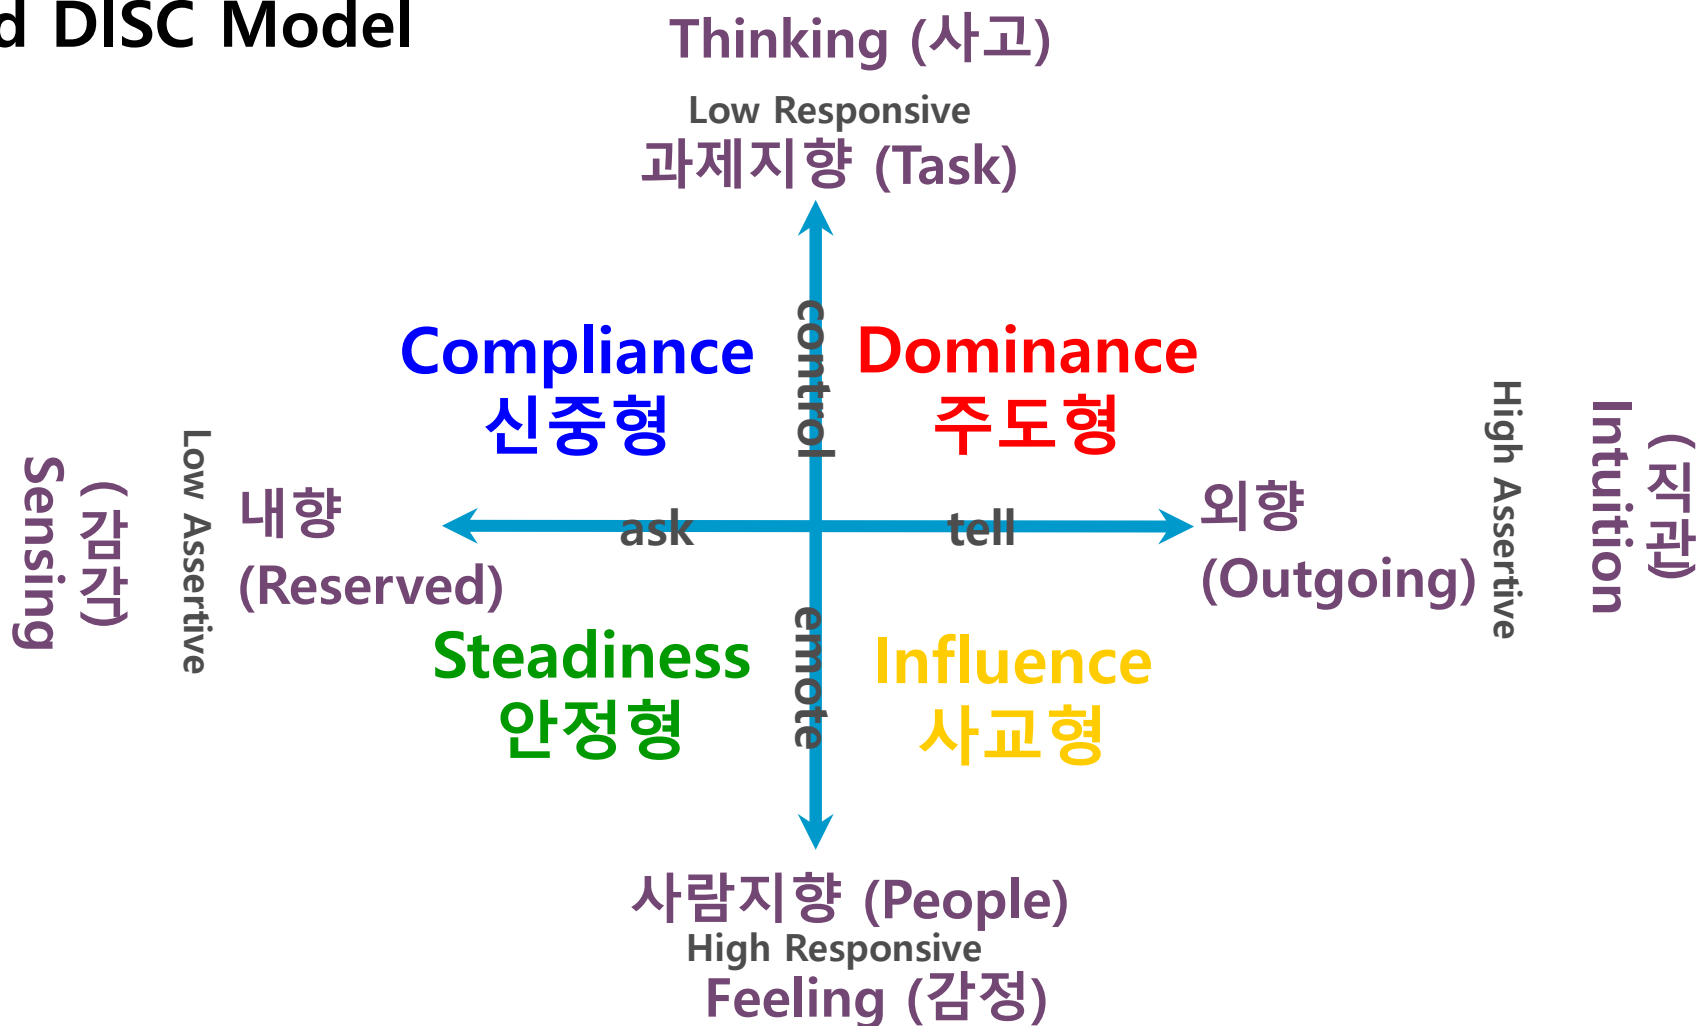 d DISC Model
Thinking (사고)
Low Responsive
과제지향 (Task)
control
Compliance
신중형
Dominance
주도형
Sensing
(감각)
Low Assertive
내향
(Reserved)
ask
tell
외향
(Outgoing)
High Assertive
Intuition
(직관)
emote
Steadiness
안정형
Influence
사교형
사람지향 (People)
High Responsive
Feeling (감정)